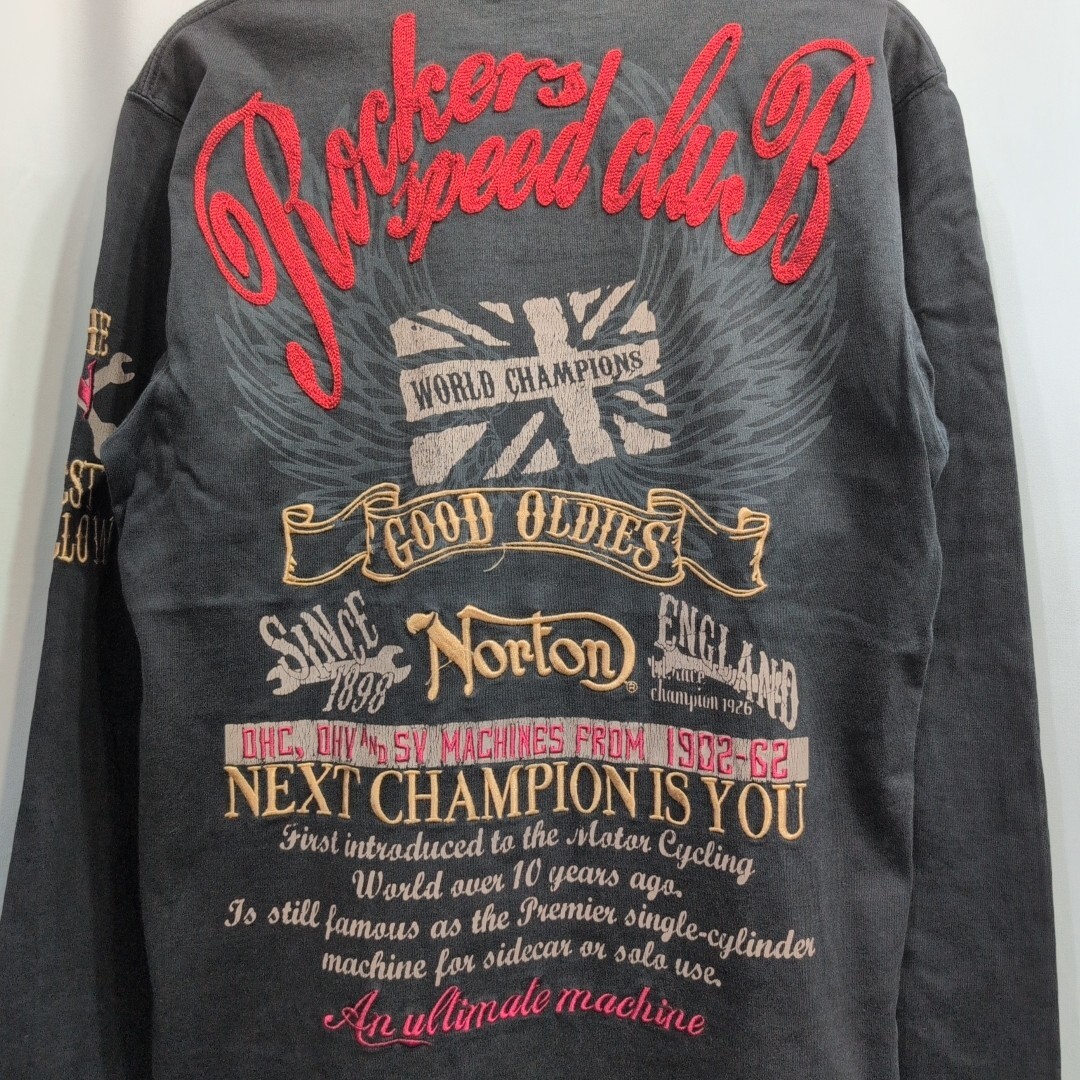 Rockers
speed cluB
WORLD CHAMPIONS
GOOD OLDIES
SINCE
1898
Norton®
ENGLAND
champion 1926
OHC, OHV AND SV MACHINES FROM 1902-62
NEXT CHAMPION IS YOU
First introduced to the Motor Cycling
World over 10 years ago.
Is still famous as the Premier single-cylinder
machine for sidecar or solo use.
An ultimate machine